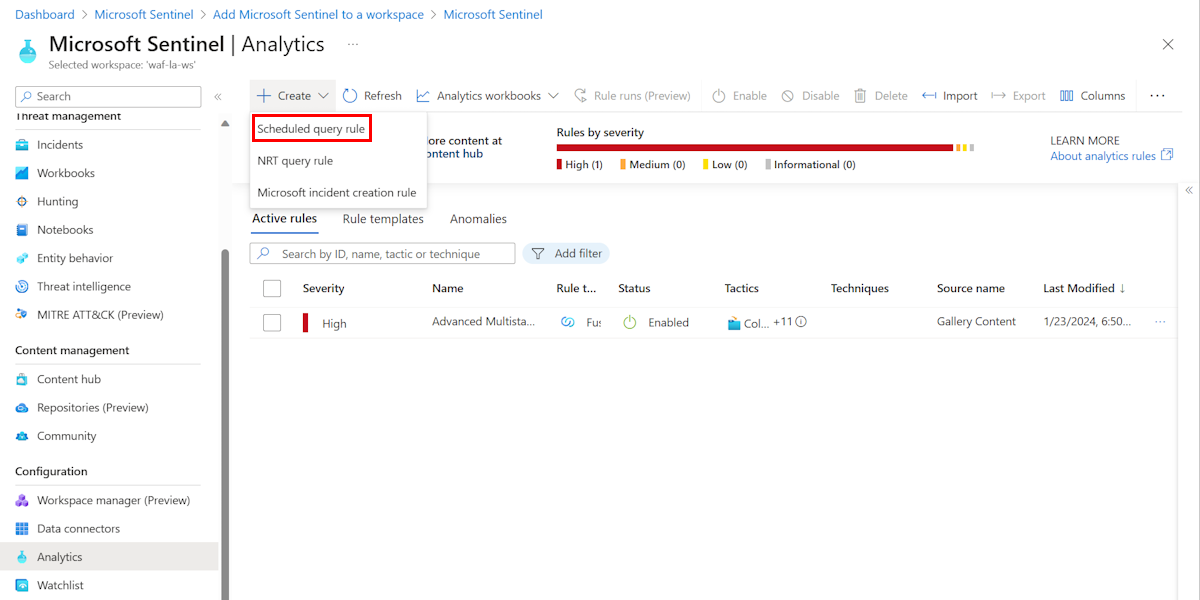 Dashboard > Microsoft Sentinel > Add Microsoft Sentinel to a workspace > Microsoft Sentinel
Microsoft Sentinel | Analytics ...
Selected workspace: 'waf-la-ws'
Search
Threat management
Incidents
Workbooks
Hunting
Notebooks
Entity behavior
Threat intelligence
MITRE ATT&CK (Preview)
Content management
Content hub
Repositories (Preview)
Community
Configuration
Workspace manager (Preview)
Data connectors
Analytics
Watchlist
Create Refresh Analytics workbooks Rule runs (Preview) Enable Disable Delete Import Export Columns ...
Scheduled query rule
NRT query rule
Microsoft incident creation rule
ore content at
ontent hub
Rules by severity
High (1) Medium (0) Low (0) Informational (0)
LEARN MORE
About analytics rules
Active rules Rule templates Anomalies
Search by ID, name, tactic or technique Add filter
Severity Name Rule t... Status Tactics Techniques Source name Last Modified ↓
High Advanced Multista... Fus Enabled Col... +11 Gallery Content 1/23/2024, 6:50... ...